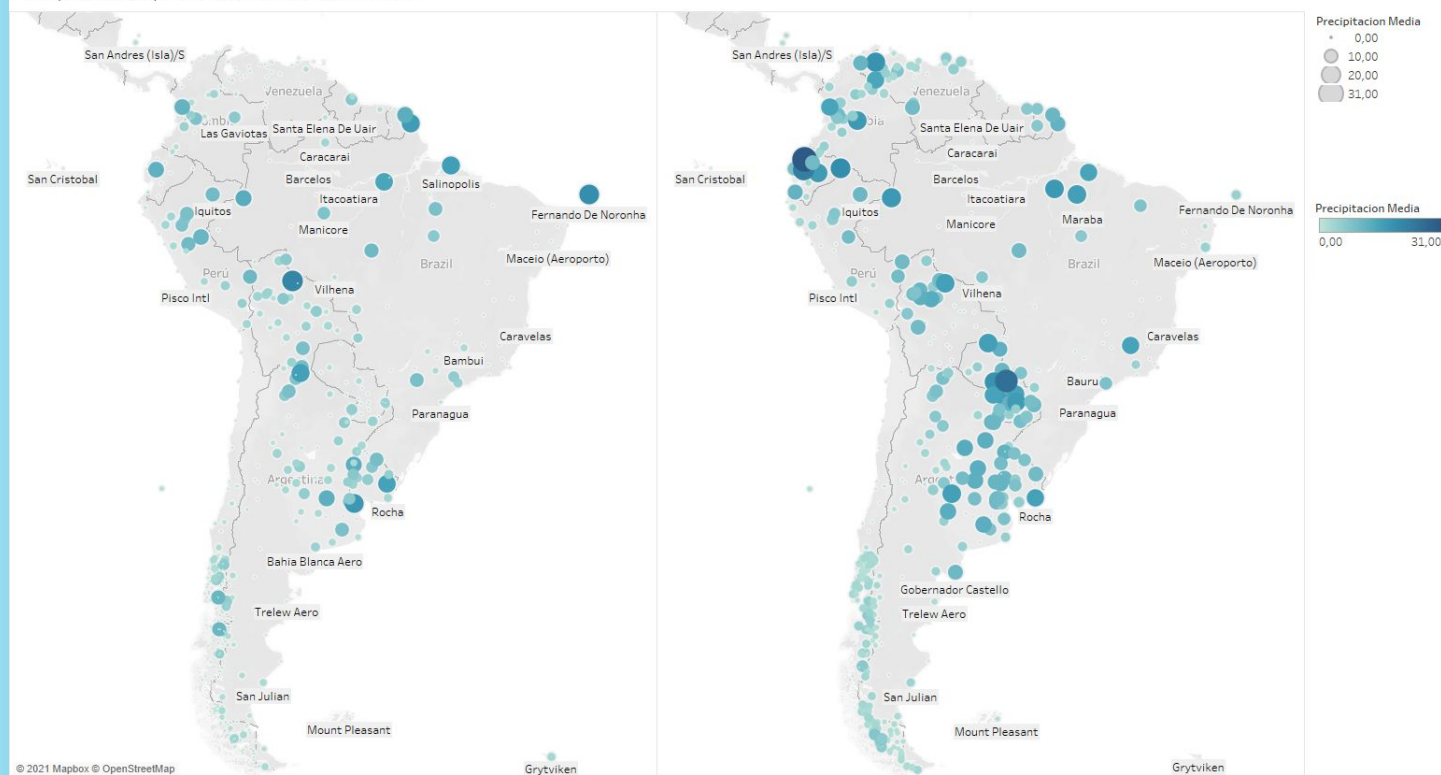 San Andres (Isla)/S
Venezuela
Las Gaviotas
Santa Elena De Uair
Caracarai
San Cristobal
Barcelos
Salinopolis
Itacoatiara
Iquitos
Fernando De Noronha
Manicore
Maceio (Aeroporto)
Brazil
Perú
Vilhena
Pisco Intl
Caravelas
Bambui
Paranagua
Argentina
Rocha
Bahia Blanca Aero
Trelew Aero
San Julian
Mount Pleasant
Grytviken
© 2021 Mapbox © OpenStreetMap
San Andres (Isla)/S
Venezuela
Santa Elena De Uair
Caracarai
San Cristobal
Barcelos
Itacoatiara
Iquitos
Maraba
Fernando De Noronha
Manicore
Maceio (Aeroporto)
Brazil
Perú
Vilhena
Pisco Intl
Caravelas
Bauru
Paranagua
Rocha
Gobernador Castello
Trelew Aero
San Julian
Mount Pleasant
Grytviken
Precipitacion Media
0,00
10,00
20,00
31,00
Precipitacion Media
0,00 31,00